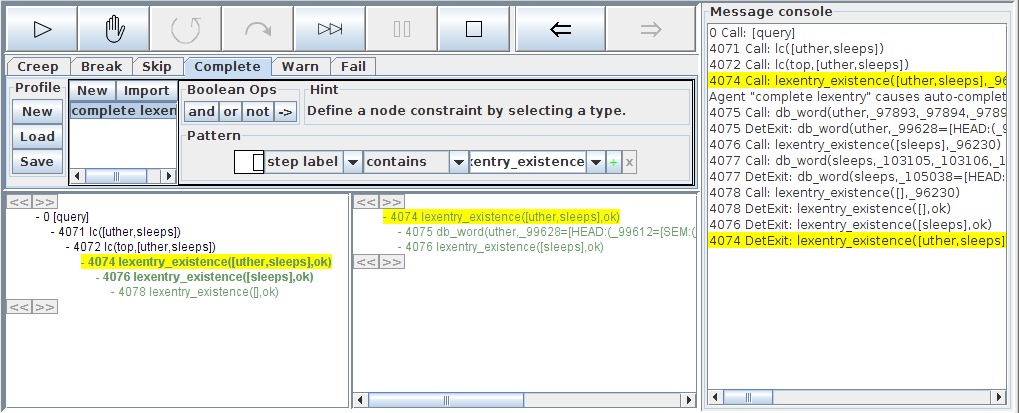 Message console
Creep Break Skip Complete Warn Fail
Profile
New
Load
Save
New Import
complete lexen
Boolean Ops
and or not ->
Hint
Define a node constraint by selecting a type.
Pattern
step label contains entry_existence + x
<< >>
- 0 [query]
- 4071 lc([uther,sleeps])
- 4072 lc(top,[uther,sleeps])
- 4074 lexentry_existence([uther,sleeps],ok)
- 4076 lexentry_existence([sleeps],ok)
- 4078 lexentry_existence([],ok)
<< >>
<< >>
- 4074 lexentry_existence([uther,sleeps],ok)
- 4075 db_word(uther,_99628=[HEAD:(_99612=[SEM:(
- 4076 lexentry_existence([sleeps],ok)
<< >>
0 Call: [query]
4071 Call: lc([uther,sleeps])
4072 Call: lc(top,[uther,sleeps])
4074 Call: lexentry_existence([uther,sleeps],_96
Agent "complete lexentry" causes auto-complet
4075 Call: db_word(uther,_97893,_97894,_9789
4075 DetExit: db_word(uther,_99628=[HEAD:(_9
4076 Call: lexentry_existence([sleeps],_96230)
4077 Call: db_word(sleeps,_103105,_103106,_1
4077 DetExit: db_word(sleeps,_105038=[HEAD:
4078 Call: lexentry_existence([],_96230)
4078 DetExit: lexentry_existence([],ok)
4076 DetExit: lexentry_existence([sleeps],ok)
4074 DetExit: lexentry_existence([uther,sleeps]